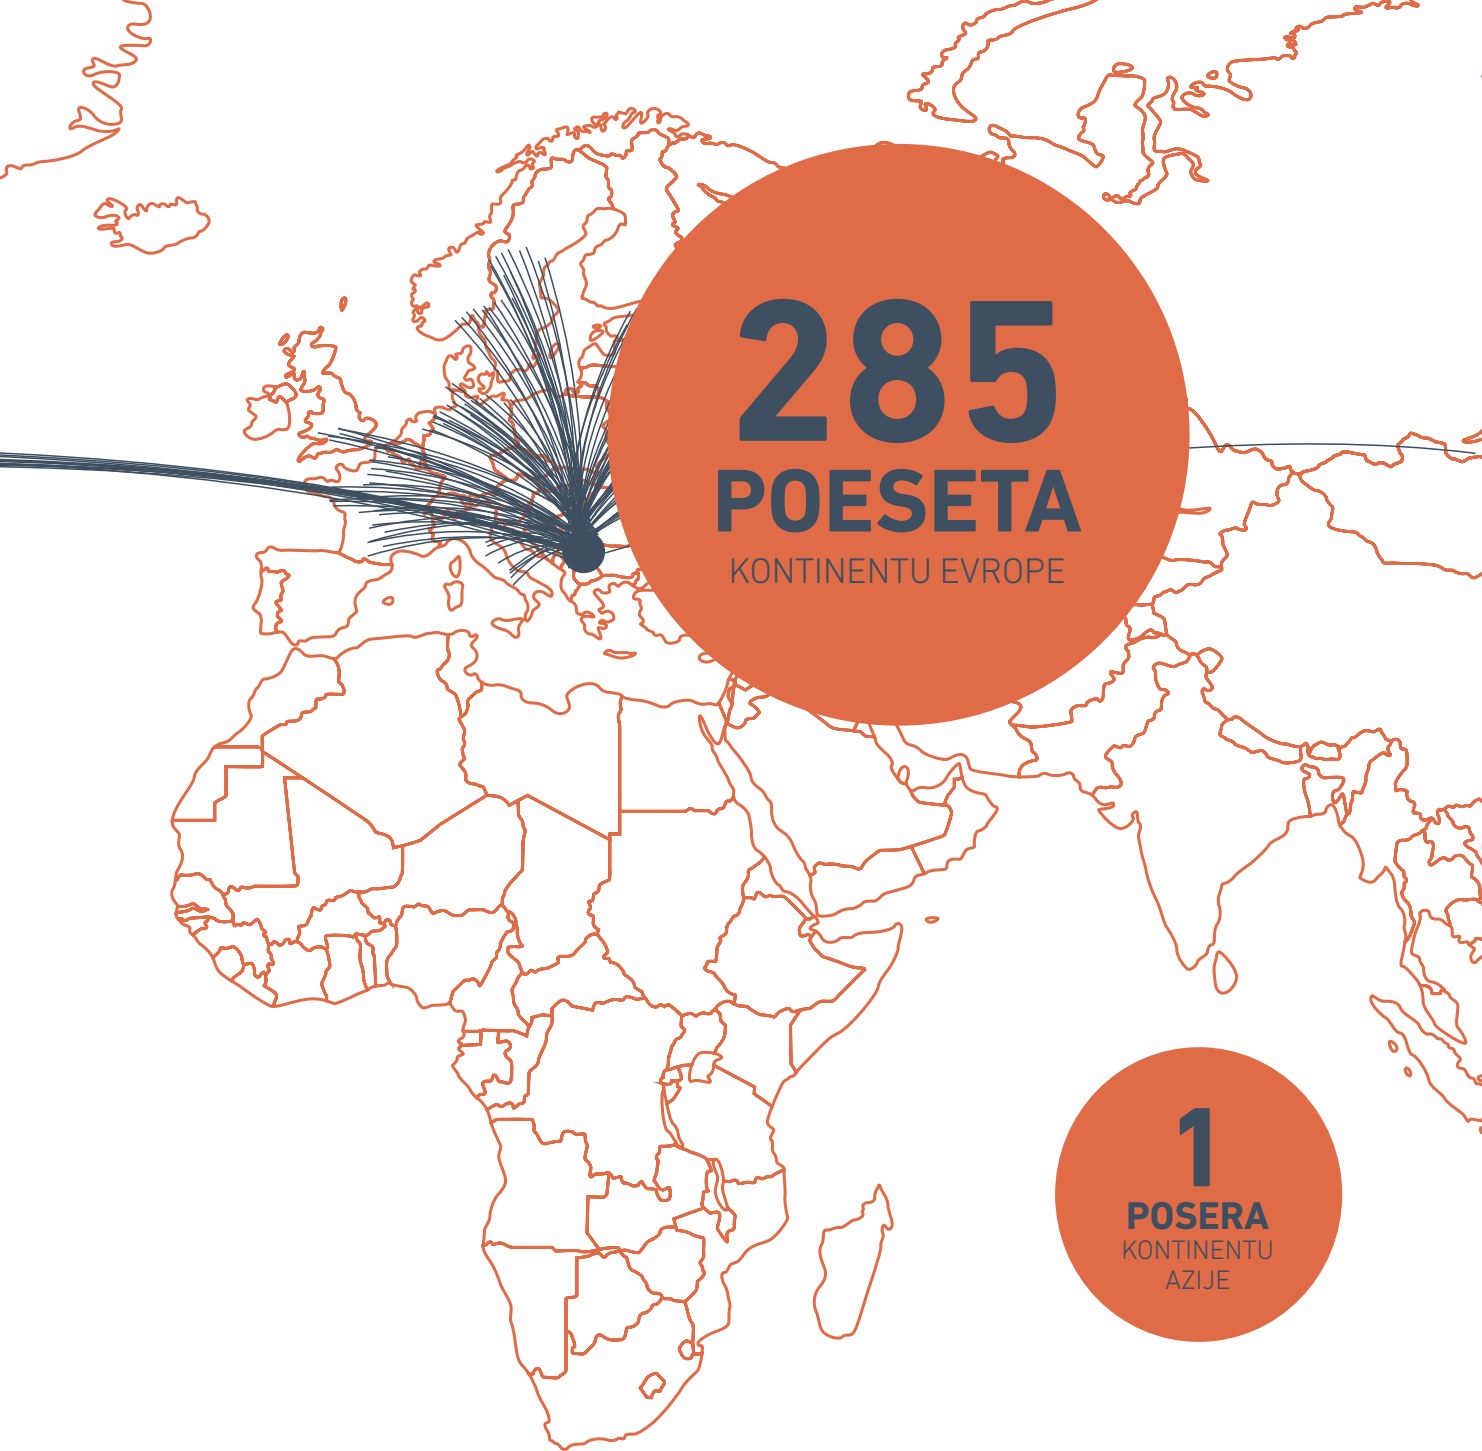 285
POESETA
KONTINENTU EVROPE
1
POSERA
KONTINENTU
AZIJE